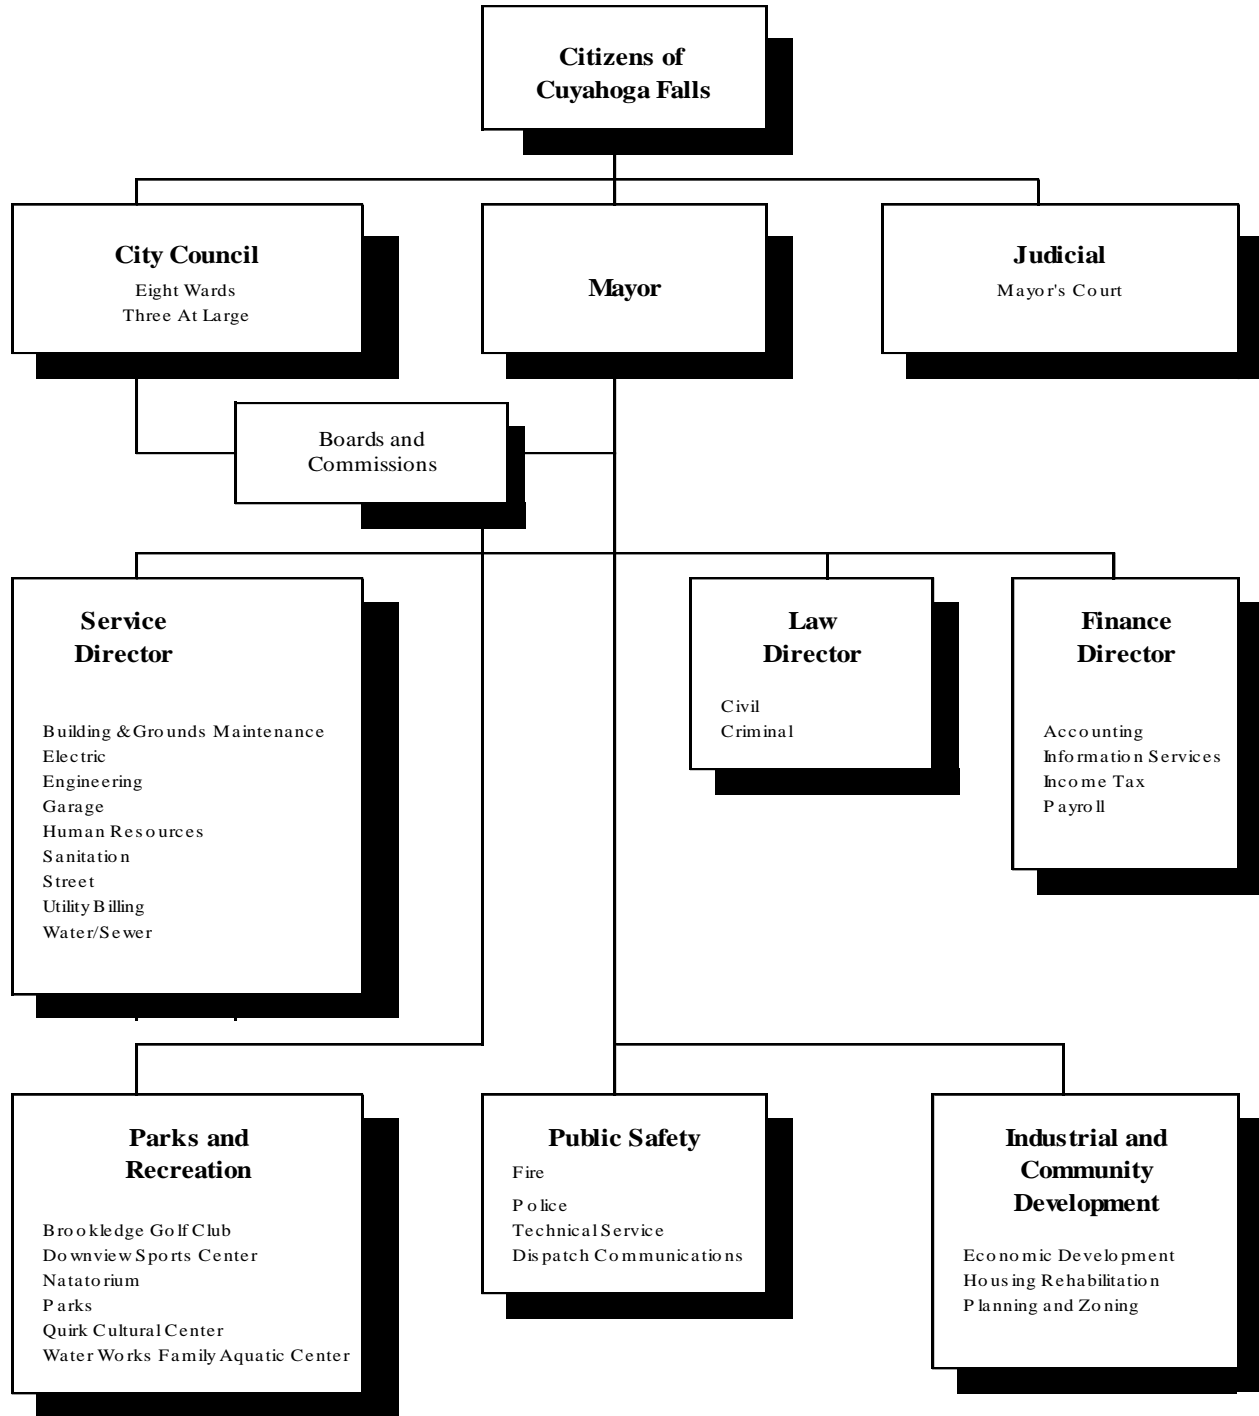 Citizens of
Cuyahoga Falls
City Council
Eight Wards
Three At Large
Mayor
Judicial
Mayor's Court
Boards and
Commissions
Service
Director
Building & Grounds Maintenance
Electric
Engineering
Garage
Human Resources
Sanitation
Street
Utility Billing
Water/Sewer
Law
Director
Civil
Criminal
Finance
Director
Accounting
Information Services
Income Tax
Payroll
Parks and
Recreation
Brookledge Golf Club
Downview Sports Center
Natatorium
Parks
Quirk Cultural Center
Water Works Family Aquatic Center
Public Safety
Fire
Police
Technical Service
Dispatch Communications
Industrial and
Community
Development
Economic Development
Housing Rehabilitation
Planning and Zoning